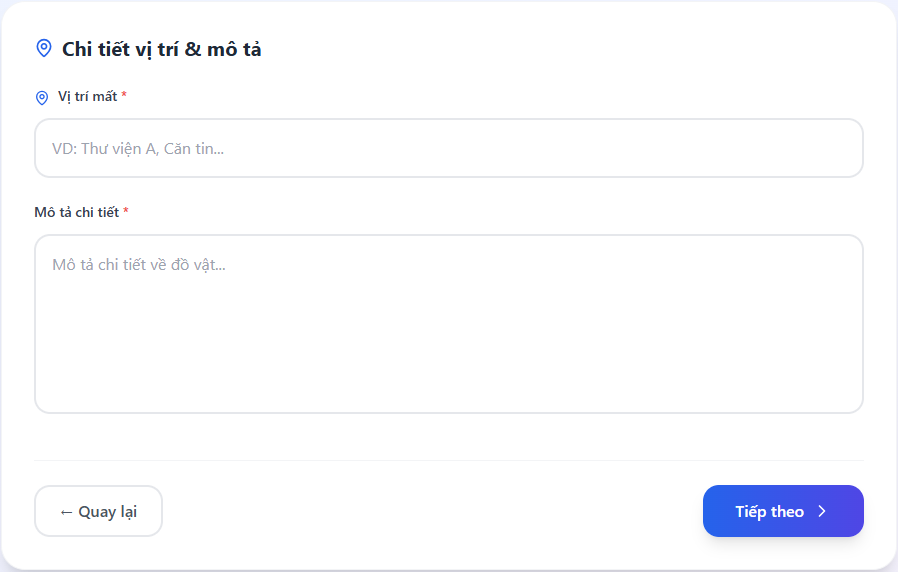 Chi tiết vị trí & mô tả
Vị trí mất *
VD: Thư viện A, Căn tin...
Mô tả chi tiết *
Mô tả chi tiết về đồ vật...
← Quay lại
Tiếp theo